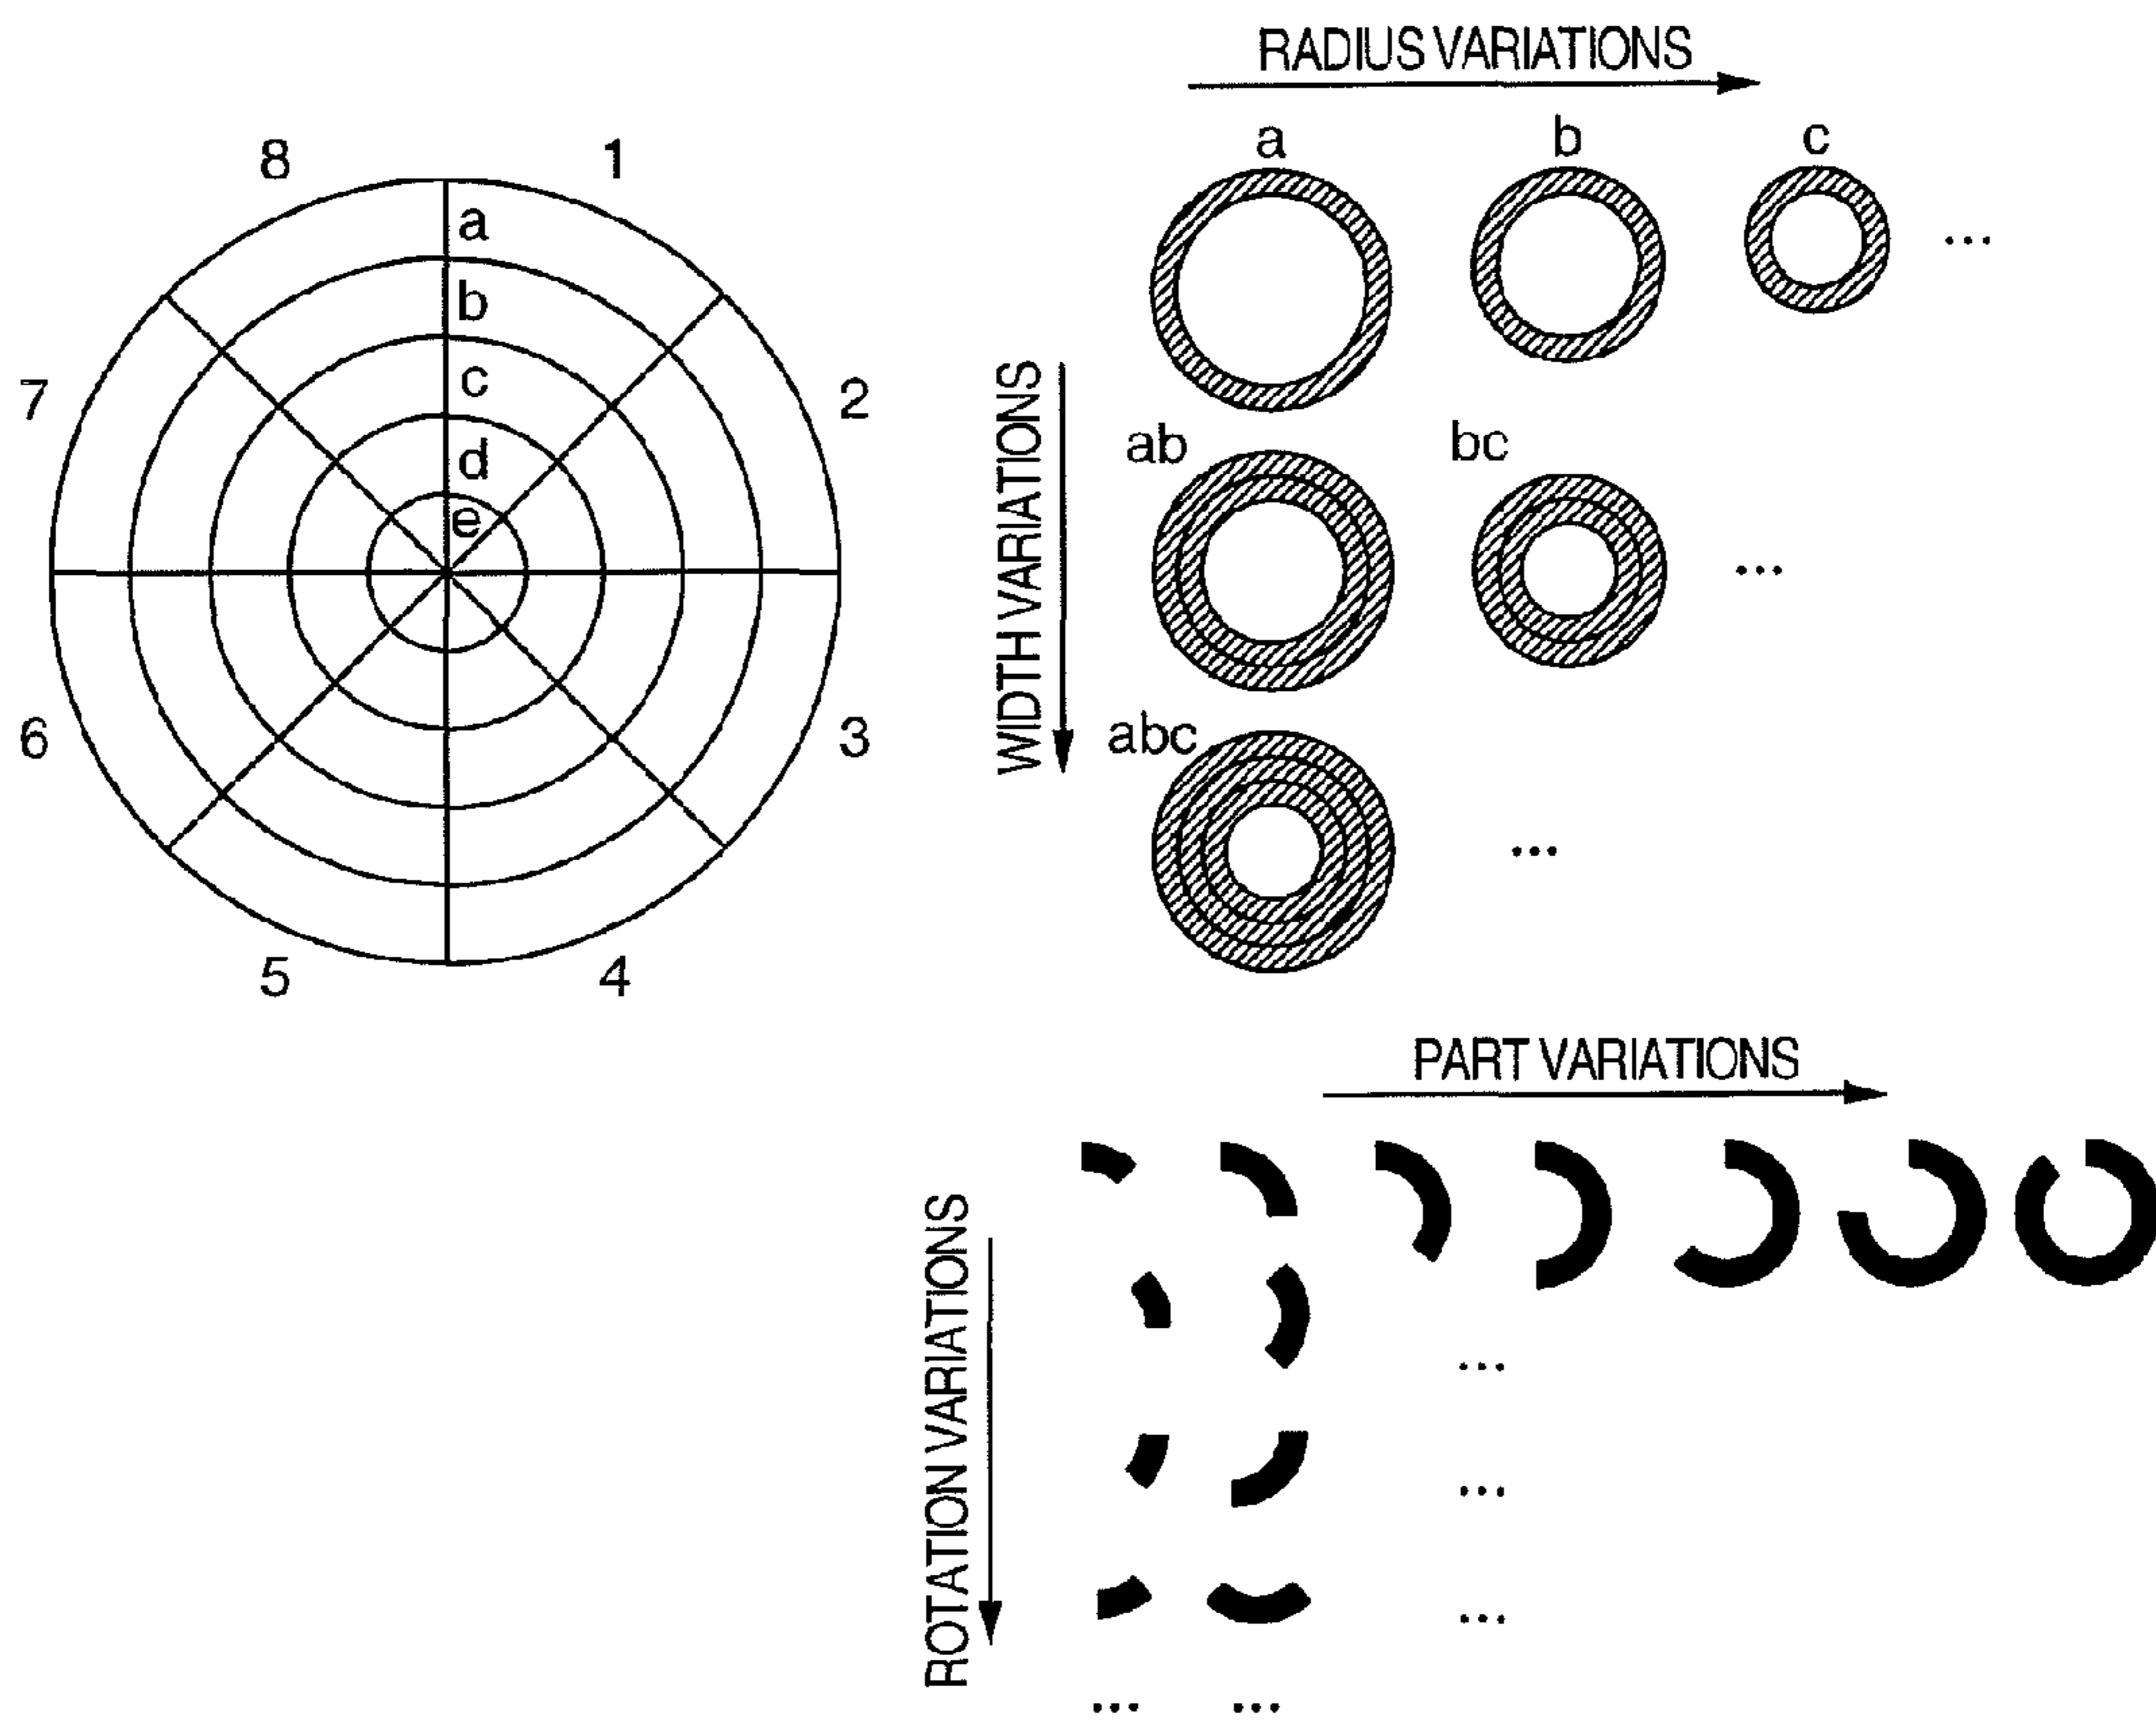 RADIUS VARIATIONS
a b c
8 1
a
b
c
d
e
7 2
6 3
5 4
...
WIDTH VARIATIONS
ab bc
...
abc
...
PART VARIATIONS
ROTATION VARIATIONS
...
...
...
... ...